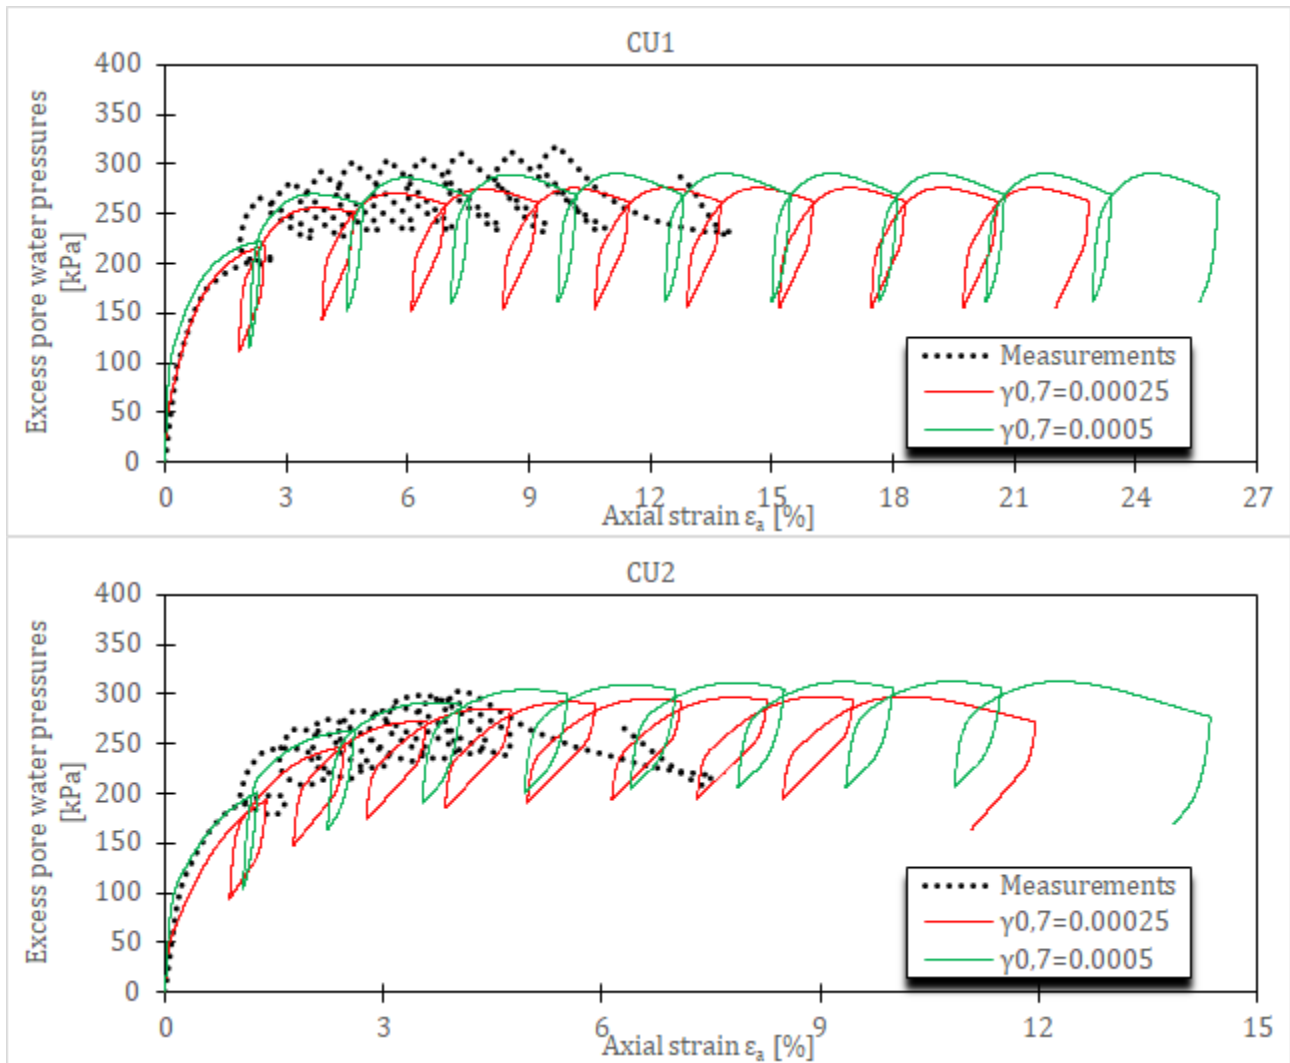 CU1
400
350
300
250
200
150
100
50
0
Excess pore water pressures
[kPa]
0 3 6 9 12 15 18 21 24 27
Axial strain εa [%]
Measurements
γ0,7=0.00025
γ0,7=0.0005
CU2
400
350
300
250
200
150
100
50
0
Excess pore water pressures
[kPa]
0 3 6 9 12 15
Axial strain εa [%]
Measurements
γ0,7=0.00025
γ0,7=0.0005